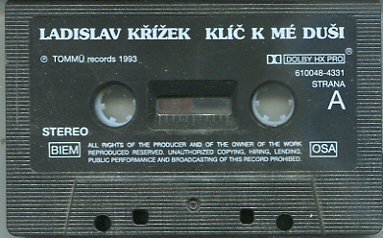 LADISLAV KŘÍŽEK KLÍČ K MÉ DUŠI
℗ TOMMÜ records 1993
DOLBY HX PRO ®
610048-4331
STRANA
A
STEREO
BIEM
ALL RIGHTS OF THE PRODUCER AND OF THE OWNER OF THE WORK
REPRODUCED RESERVED. UNAUTHORIZED COPYING, HIRING, LENDING,
PUBLIC PERFORMANCE AND BROADCASTING OF THIS RECORD PROHIBITED.
OSA